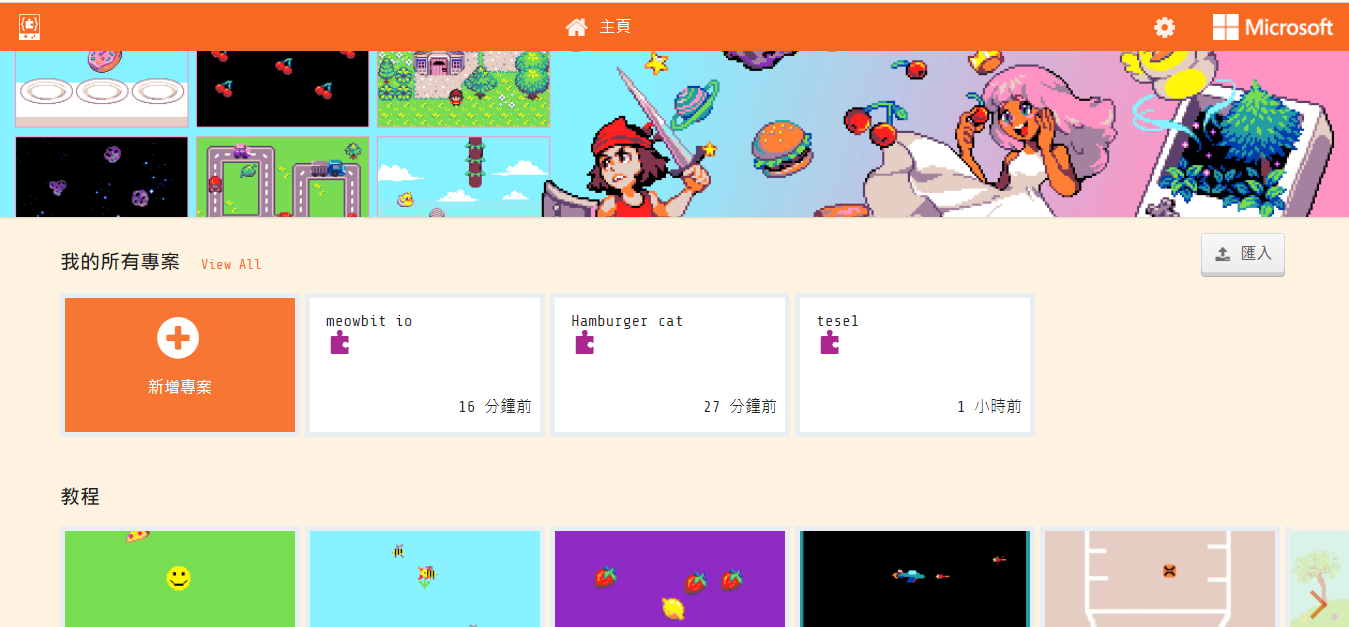 主頁
Microsoft
我的所有專案 View All
匯入
新增專案
meowbit io
16 分鐘前
Hamburger cat
27 分鐘前
tese1
1 小時前
教程